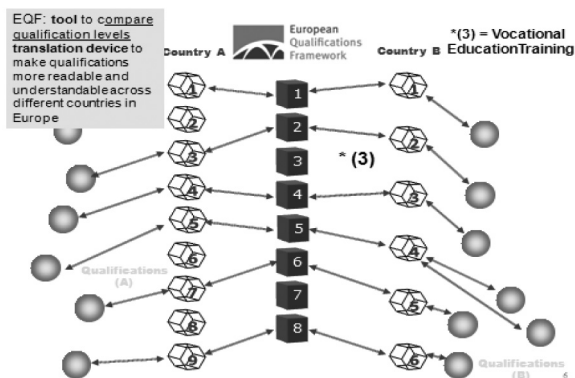 EQF: tool to compare
qualification levels
translation device to
make qualifications
more readable and
understandable across
different countries in
Europe
Country A
European
Qualifications
Framework
Country B
*(3) = Vocational
EducationTraining
1
2
3
4
5
6
7
8
9
1
2
3
4
5
6
7
8
* (3)
1
2
3
4
5
6
Qualifications
(A)
Qualifications
(B)
6